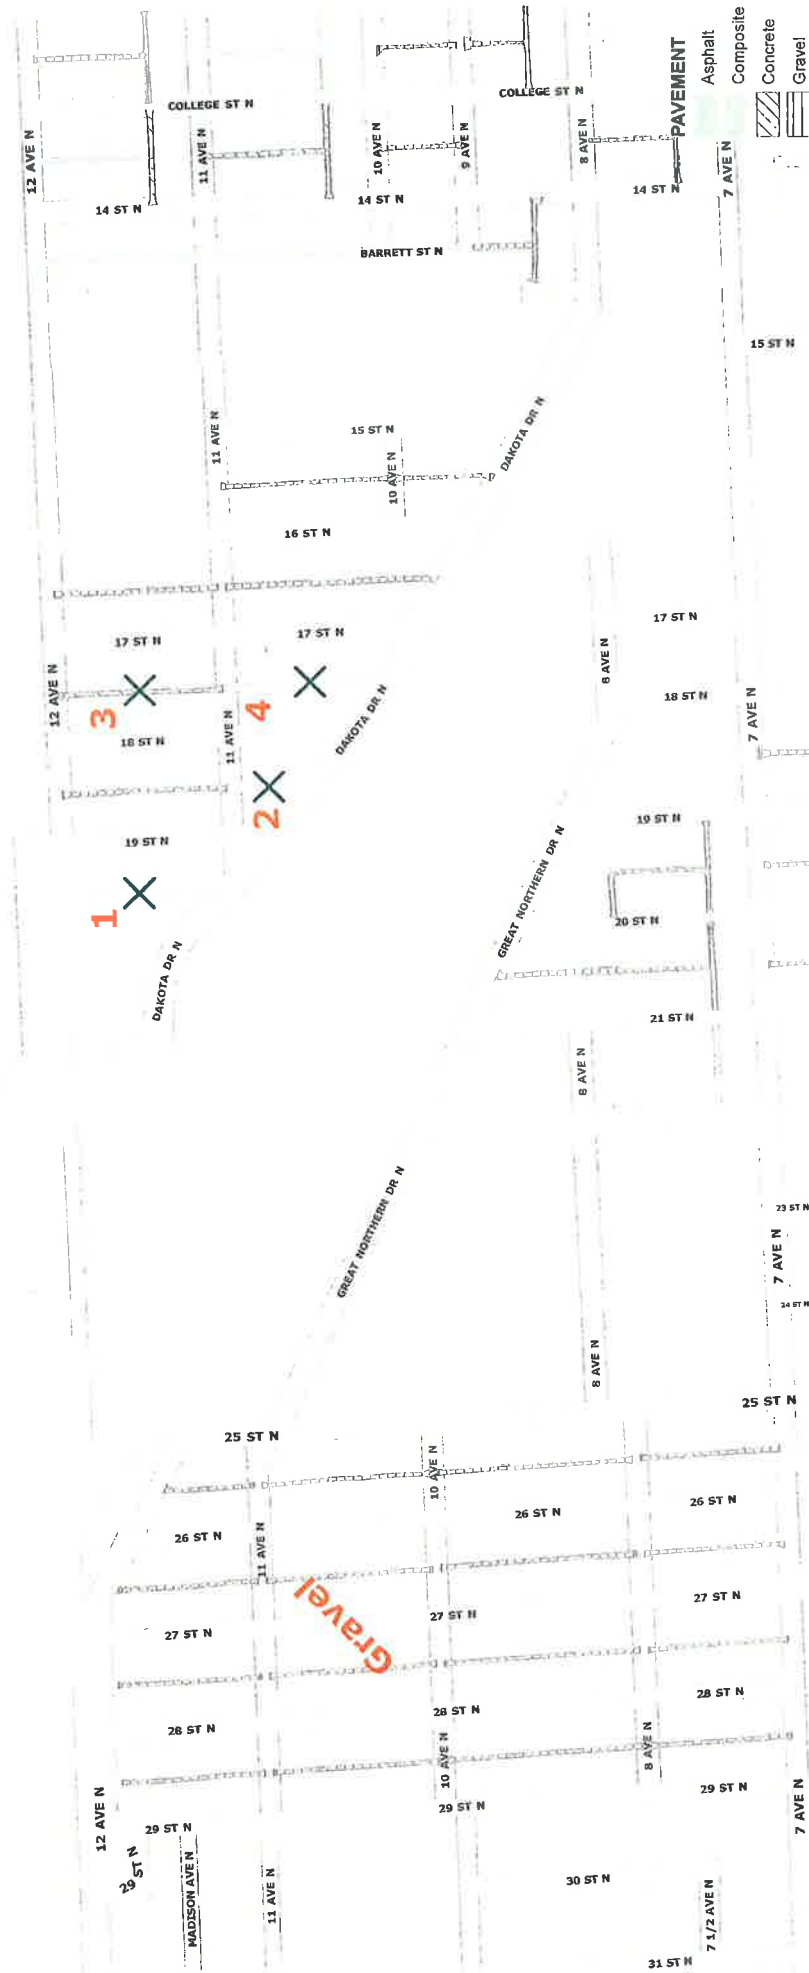 12 AVE N
COLLEGE ST N
11 AVE N
10 AVE N
9 AVE N
COLLEGE ST N
8 AVE N
PAVEMENT
Asphalt
Composite
Concrete
Gravel
7 AVE N
14 ST N
14 ST N
14 ST N
BARRETT ST N
15 ST N
11 AVE N
15 ST N
10 AVE N
DAKOTA DR N
16 ST N
17 ST N
17 ST N
17 ST N
12 AVE N
3
4
8 AVE N
18 ST N
18 ST N
11 AVE N
DAKOTA DR N
7 AVE N
2
19 ST N
19 ST N
1
GREAT NORTHERN DR N
20 ST N
DAKOTA DR N
21 ST N
8 AVE N
GREAT NORTHERN DR N
23 ST N
7 AVE N
24 ST N
8 AVE N
25 ST N
25 ST N
10 AVE N
26 ST N
26 ST N
26 ST N
11 AVE N
Gravel
27 ST N
27 ST N
27 ST N
28 ST N
28 ST N
28 ST N
10 AVE N
8 AVE N
12 AVE N
29 ST N
29 ST N
29 ST N
7 AVE N
29 ST N
MADISON AVE N
11 AVE N
30 ST N
7 1/2 AVE N
31 ST N